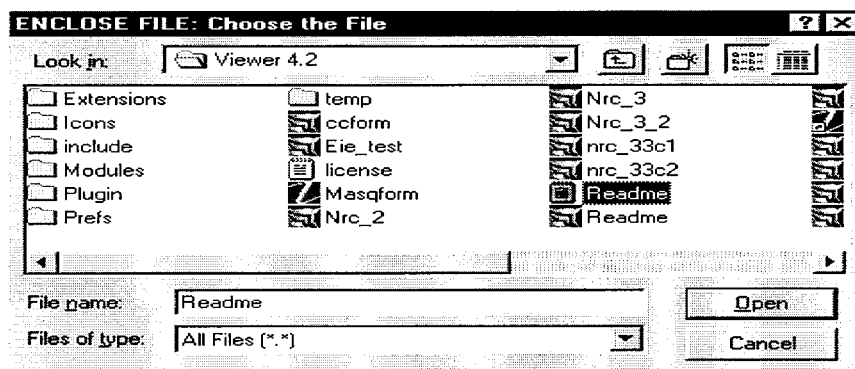 ENCLOSE FILE: Choose the File
Look in: Viewer 4.2
Extensions
Icons
include
Modules
Plugin
Prefs
temp
ccform
Eie_test
license
Masqform
Nrc_2
Nrc_3
Nrc_3_2
nrc_33c1
nrc_33c2
Readme
Readme
File name: Readme
Open
Files of type: All Files (*.*)
Cancel